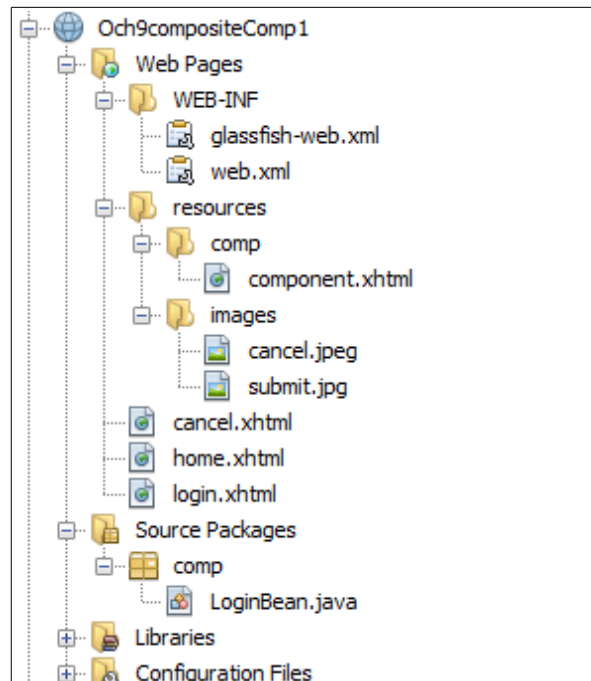 Och9compositeComp1
Web Pages
WEB-INF
glassfish-web.xml
web.xml
resources
comp
component.xhtml
images
cancel.jpeg
submit.jpg
cancel.xhtml
home.xhtml
login.xhtml
Source Packages
comp
LoginBean.java
Libraries
Configuration Files